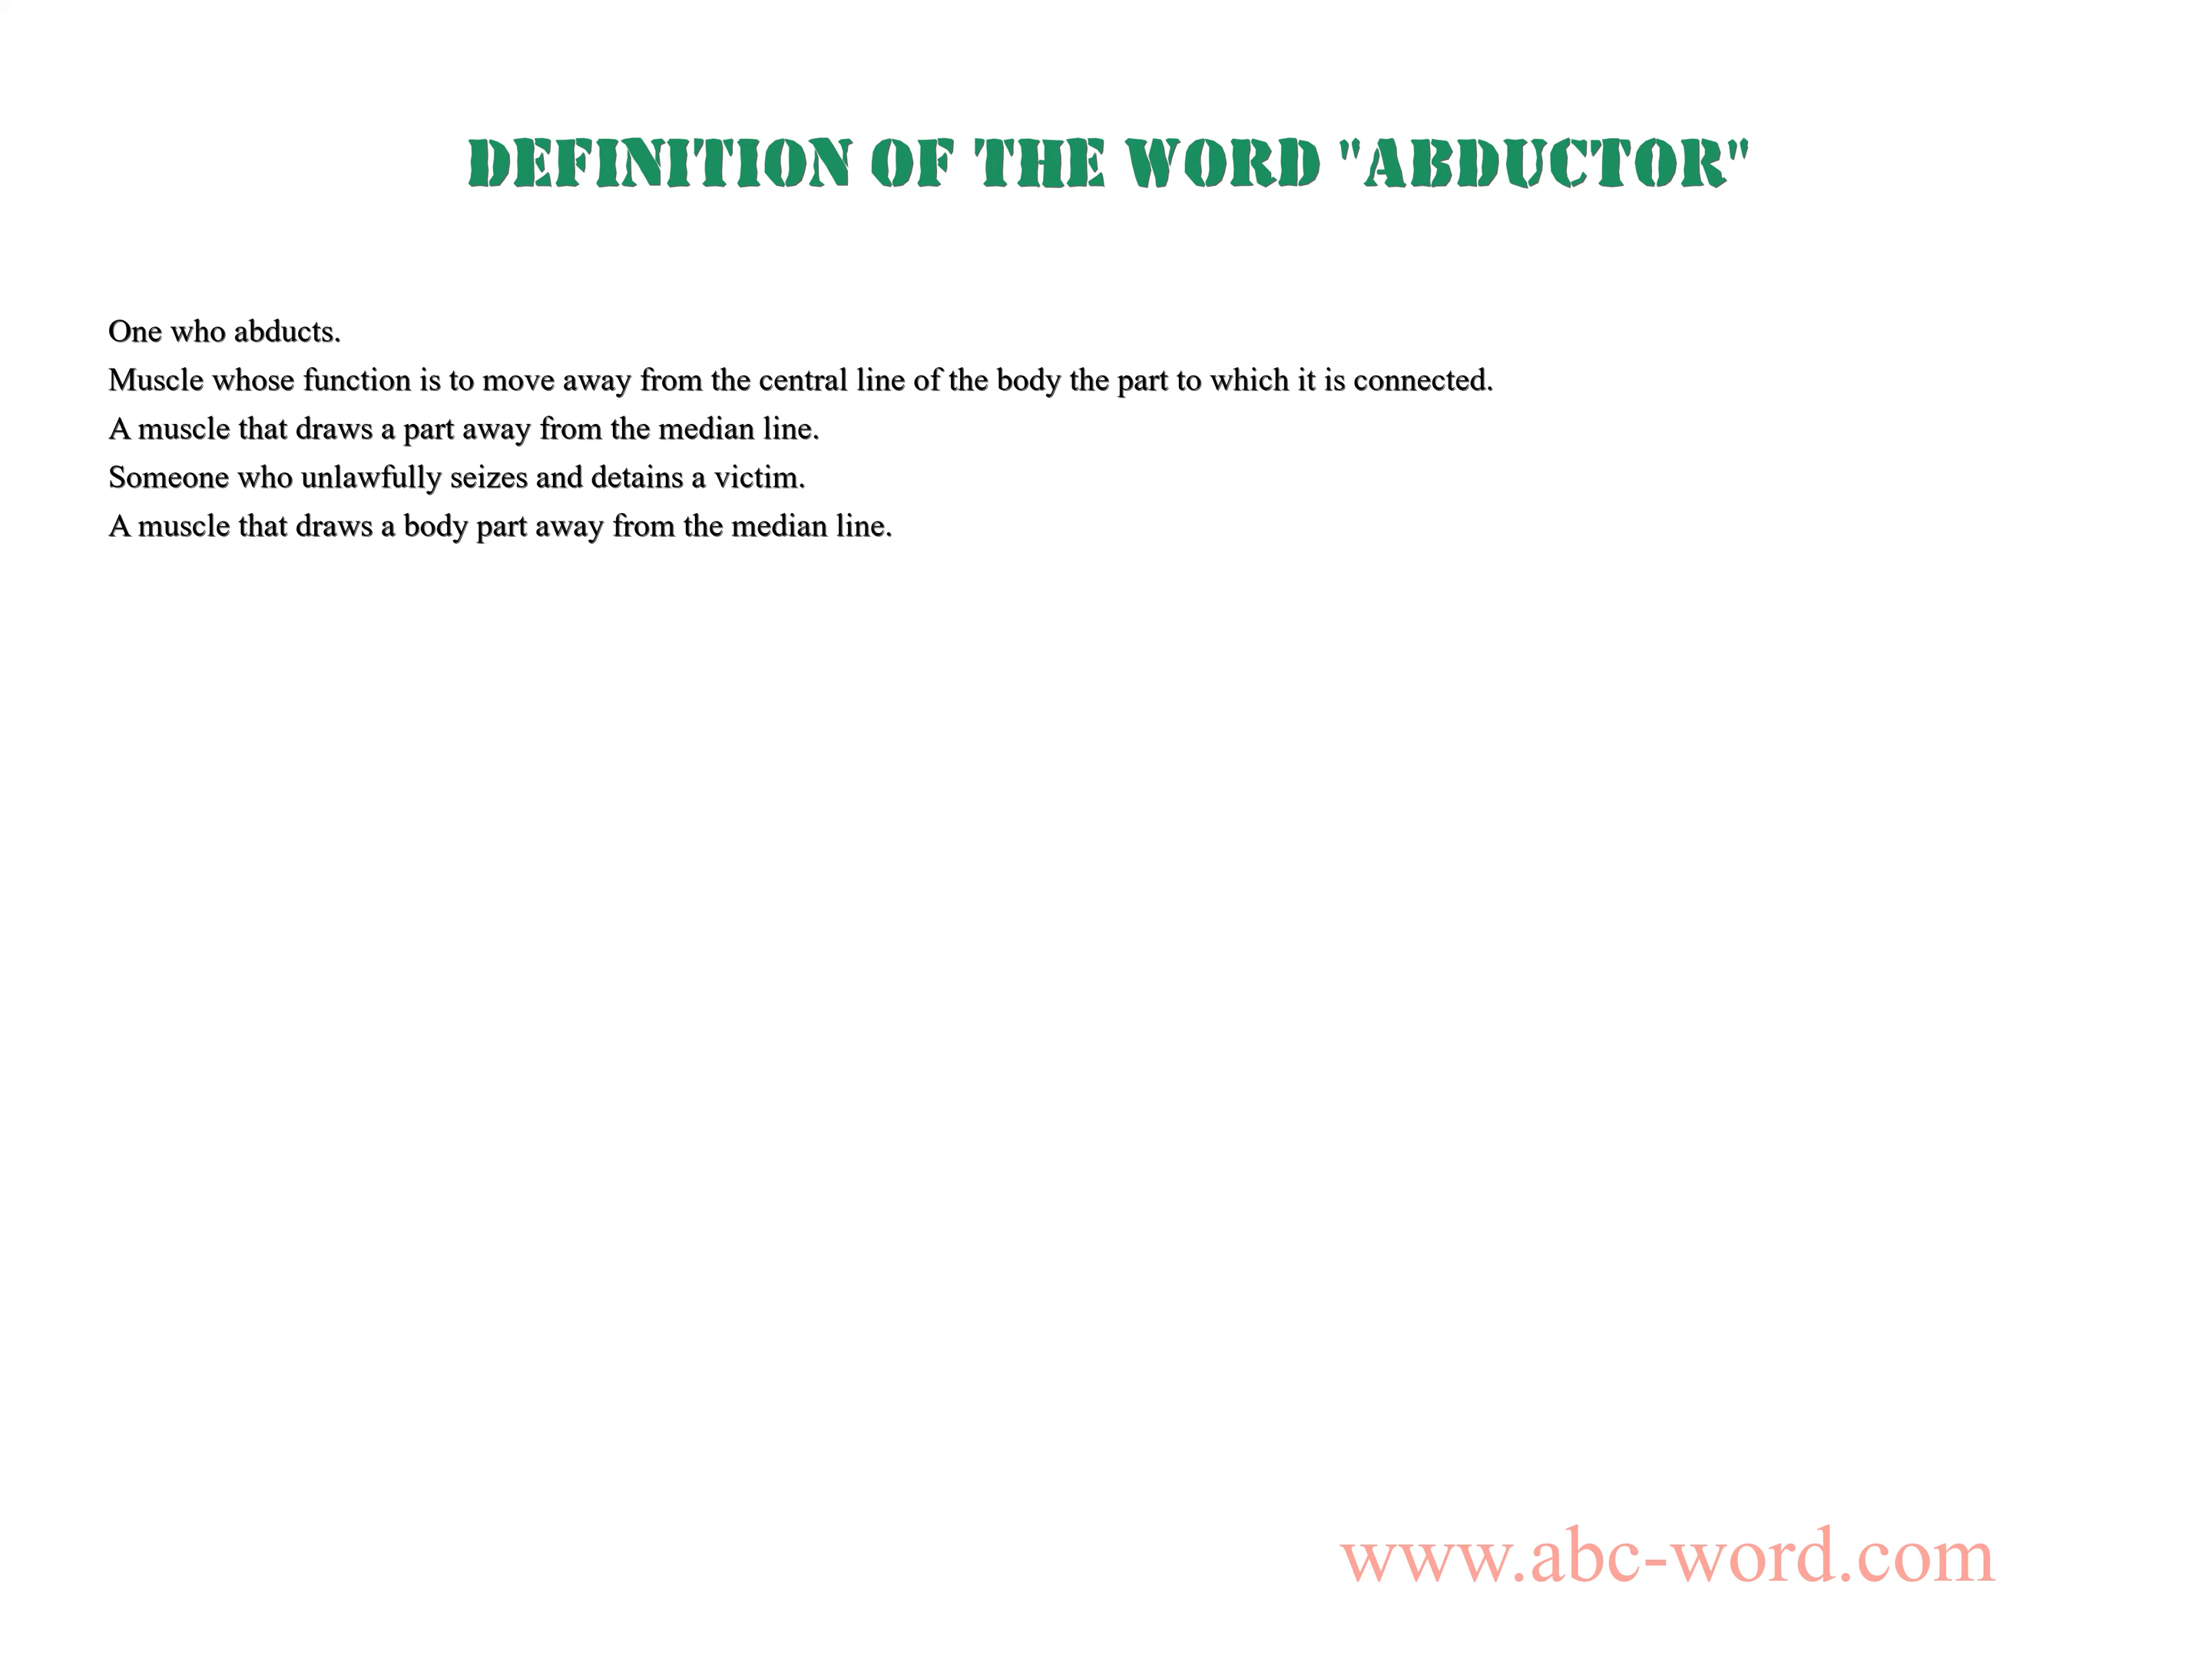 DEFINITION OF THE WORD "ABDUCTOR"
One who abducts.
Muscle whose function is to move away from the central line of the body the part to which it is connected.
A muscle that draws a part away from the median line.
Someone who unlawfully seizes and detains a victim.
A muscle that draws a body part away from the median line.
www.abc-word.com